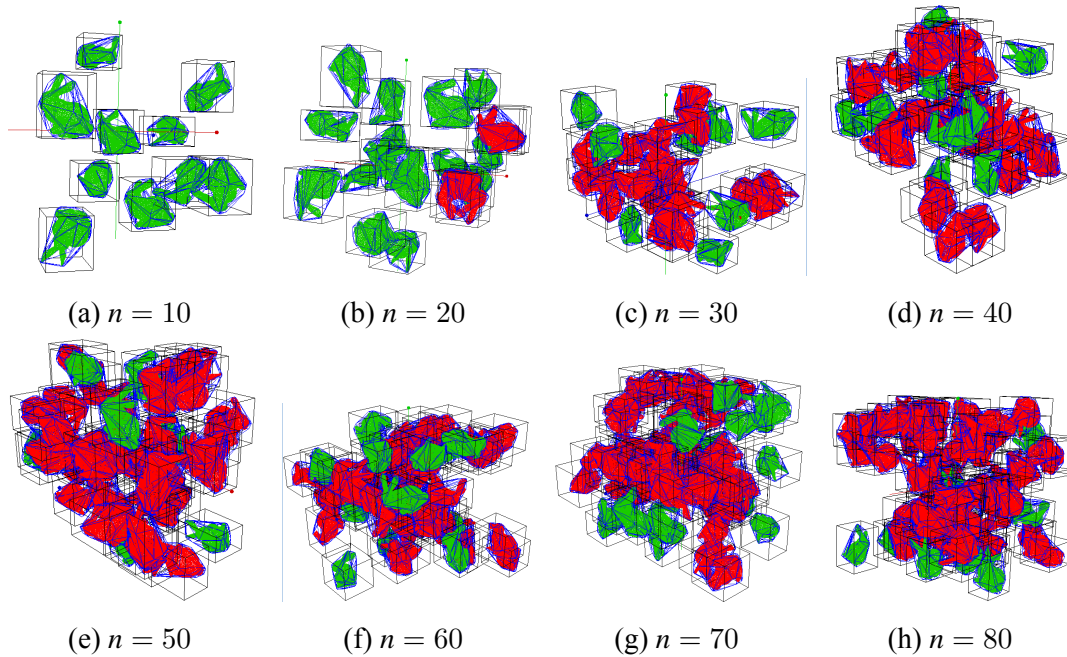 (a) n = 10
(b) n = 20
(c) n = 30
(d) n = 40
(e) n = 50
(f) n = 60
(g) n = 70
(h) n = 80